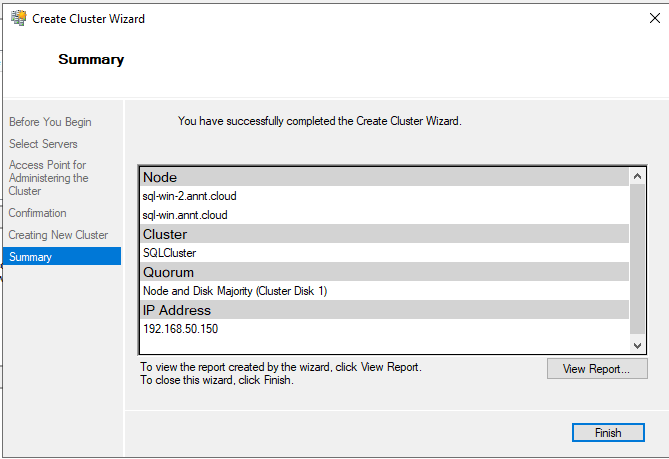 Create Cluster Wizard
Summary
Before You Begin
Select Servers
Access Point for
Administering the
Cluster
Confirmation
Creating New Cluster
Summary
You have successfully completed the Create Cluster Wizard.
Node
sql-win-2.annt.cloud
sql-win.annt.cloud
Cluster
SQLCluster
Quorum
Node and Disk Majority (Cluster Disk 1)
IP Address
192.168.50.150
To view the report created by the wizard, click View Report.
To close this wizard, click Finish.
View Report...
Finish